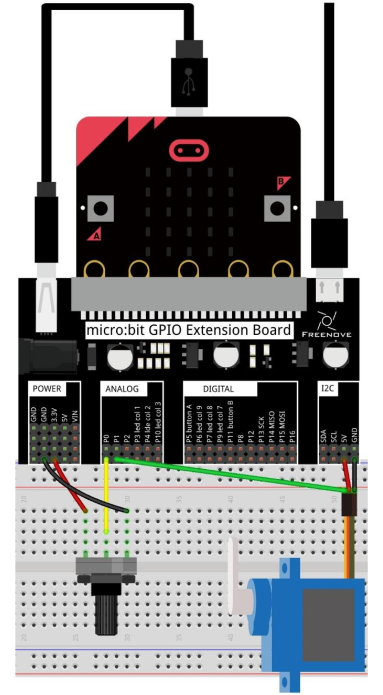 A
B
FREENOVE
micro:bit GPIO Extension Board
POWER
ANALOG
DIGITAL
I2C
GND
GND
3.3V
5V
VIN
P0
P1
P2
P3 led col 1
P4 lde col 2
P10 led col 3
P5 button A
P6 led col 9
P7 led col 8
P9 led col 7
P11 button B
P8
P12
P13 SCK
P14 MISO
P15 MOSI
P16
SDA
SCL
5V
GND